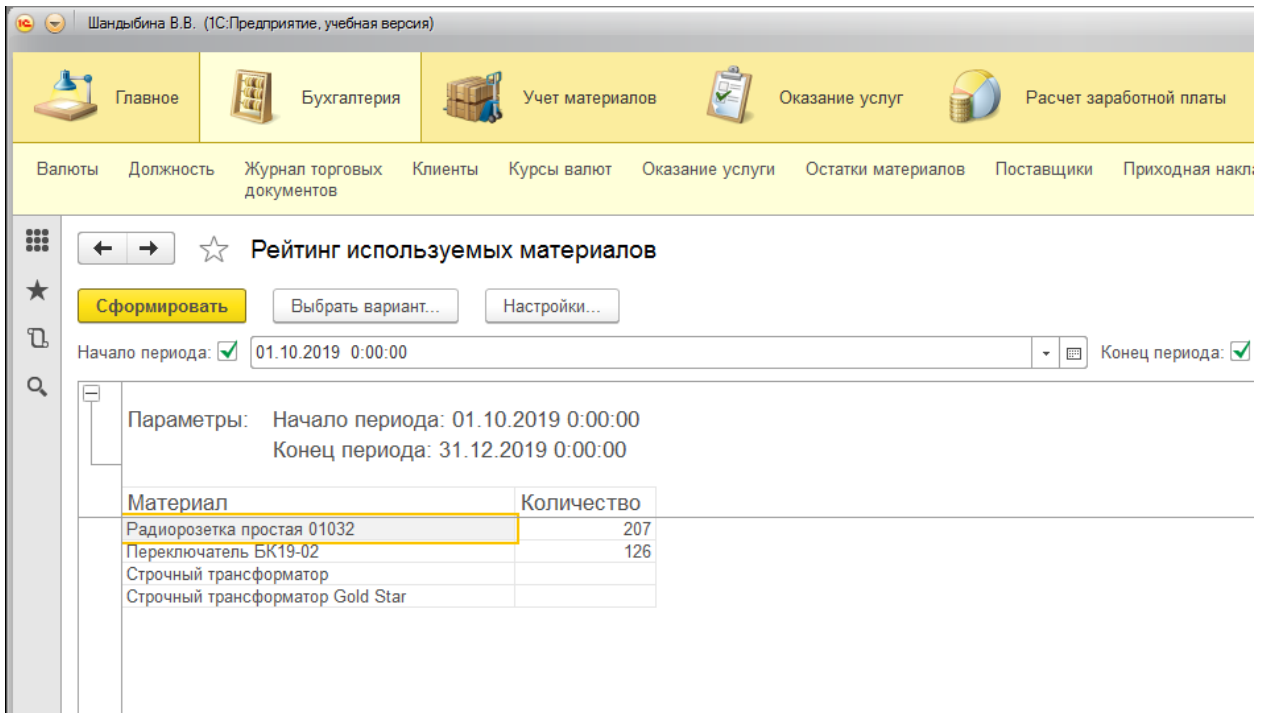 Шандыбина В.В. (1С:Предприятие, учебная версия)
Главное Бухгалтерия Учет материалов Оказание услуг Расчет заработной платы
Валюты Должность Журнал торговых документов Клиенты Курсы валют Оказание услуги Остатки материалов Поставщики Приходная накла
Рейтинг используемых материалов
Сформировать Выбрать вариант... Настройки...
Начало периода: 01.10.2019 0:00:00 Конец периода:
Параметры: Начало периода: 01.10.2019 0:00:00
Конец периода: 31.12.2019 0:00:00
Материал Количество
Радиорозетка простая 01032 207
Переключатель БК19-02 126
Строчный трансформатор
Строчный трансформатор Gold Star